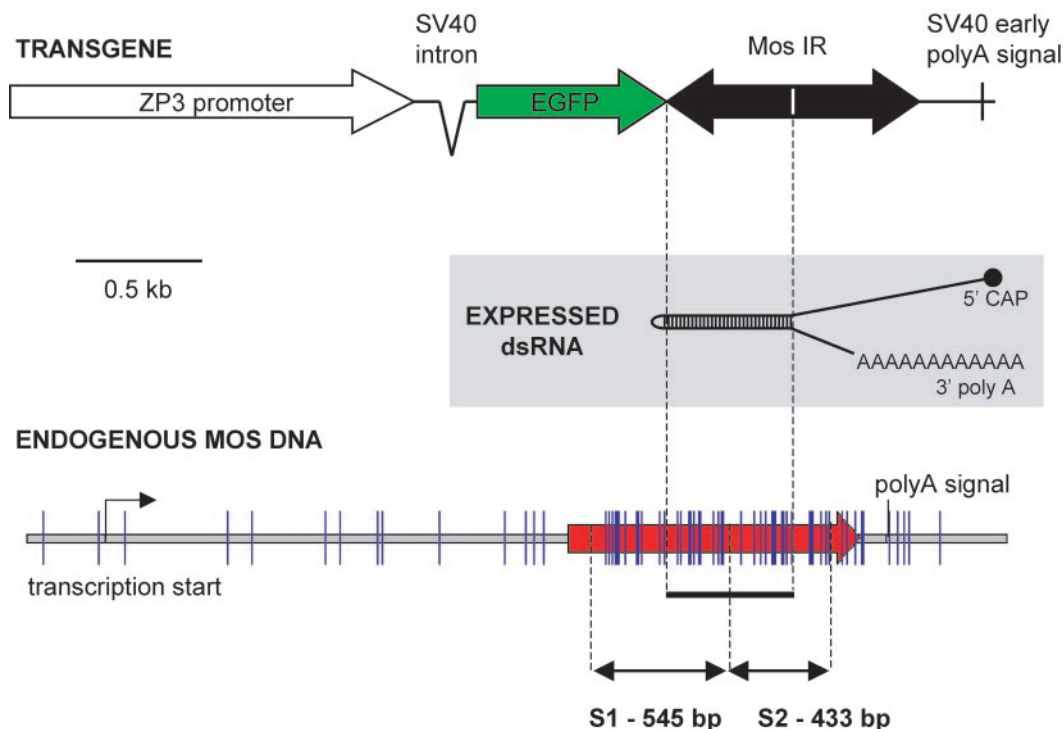 TRANSGENE
SV40
intron
Mos IR
SV40 early
polyA signal
ZP3 promoter
EGFP
0.5 kb
EXPRESSED
dsRNA
5' CAP
AAAAAAAAAAAA
3' poly A
ENDOGENOUS MOS DNA
polyA signal
transcription start
S1 - 545 bp
S2 - 433 bp